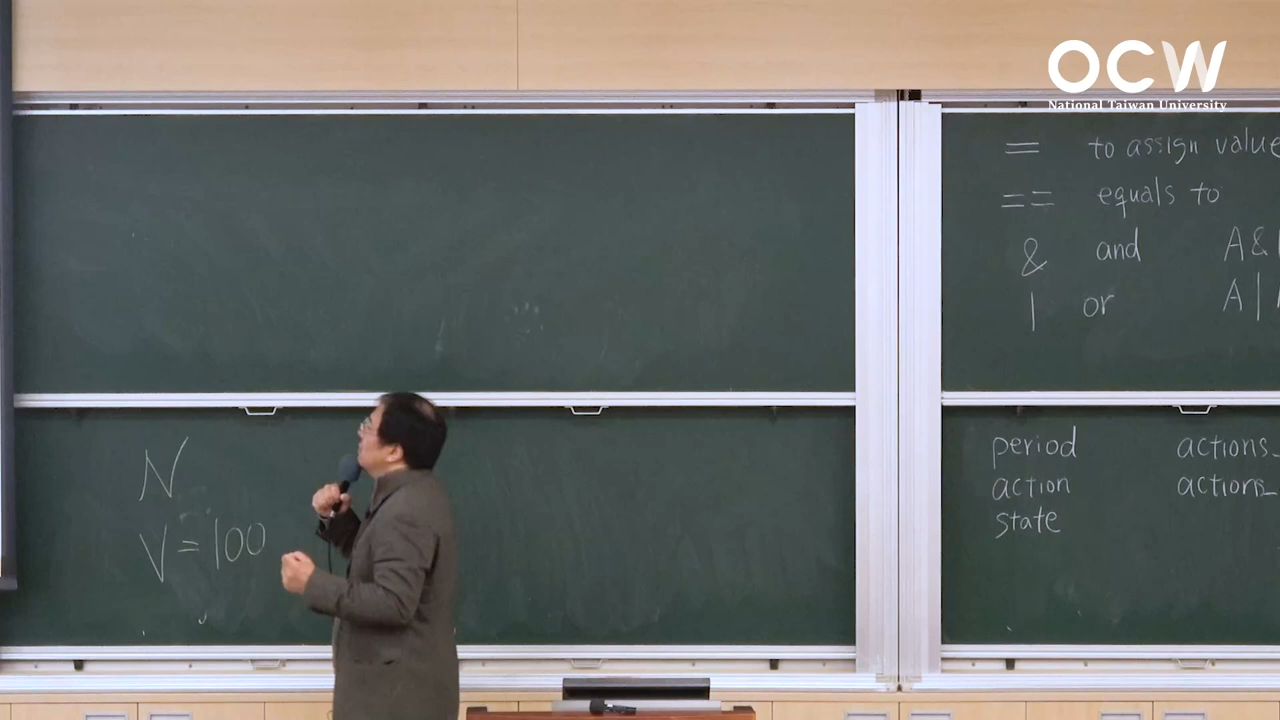 OCW
National Taiwan University
N
V = 100
= to assign value
== equals to
& and A &
| or A |
period actions_
action actions_
state